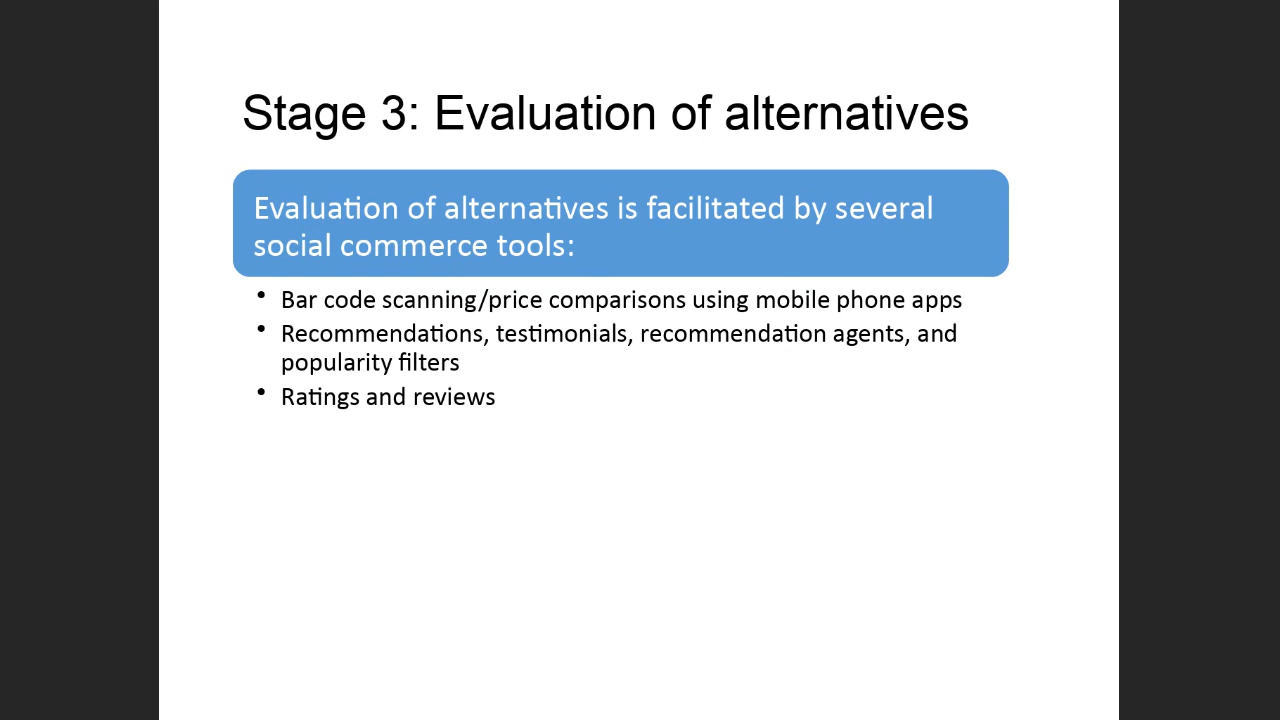 Stage 3: Evaluation of alternatives
Evaluation of alternatives is facilitated by several
social commerce tools:
• Bar code scanning/price comparisons using mobile phone apps
• Recommendations, testimonials, recommendation agents, and
popularity filters
• Ratings and reviews